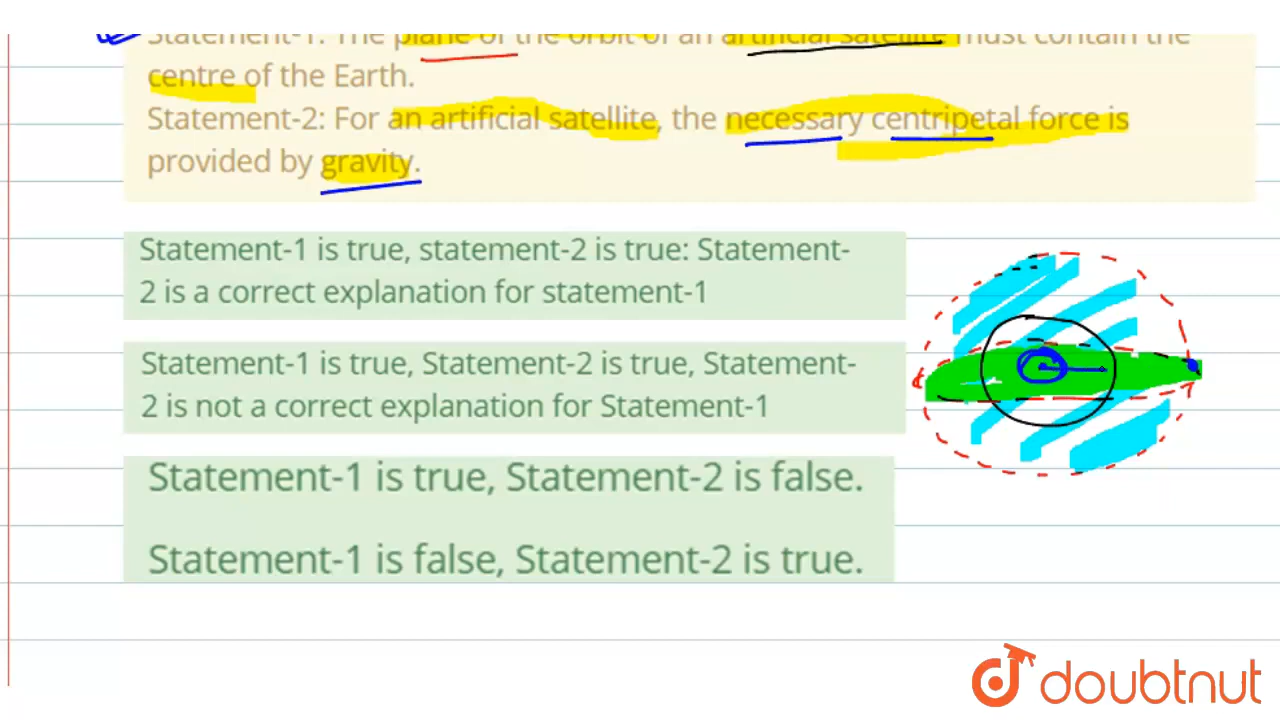 Statement-1: The plane of the orbit of an artificial satellite must contain the
centre of the Earth.
Statement-2: For an artificial satellite, the necessary centripetal force is
provided by gravity.
Statement-1 is true, statement-2 is true: Statement-
2 is a correct explanation for statement-1
Statement-1 is true, Statement-2 is true, Statement-
2 is not a correct explanation for Statement-1
Statement-1 is true, Statement-2 is false.
Statement-1 is false, Statement-2 is true.
doubtnut